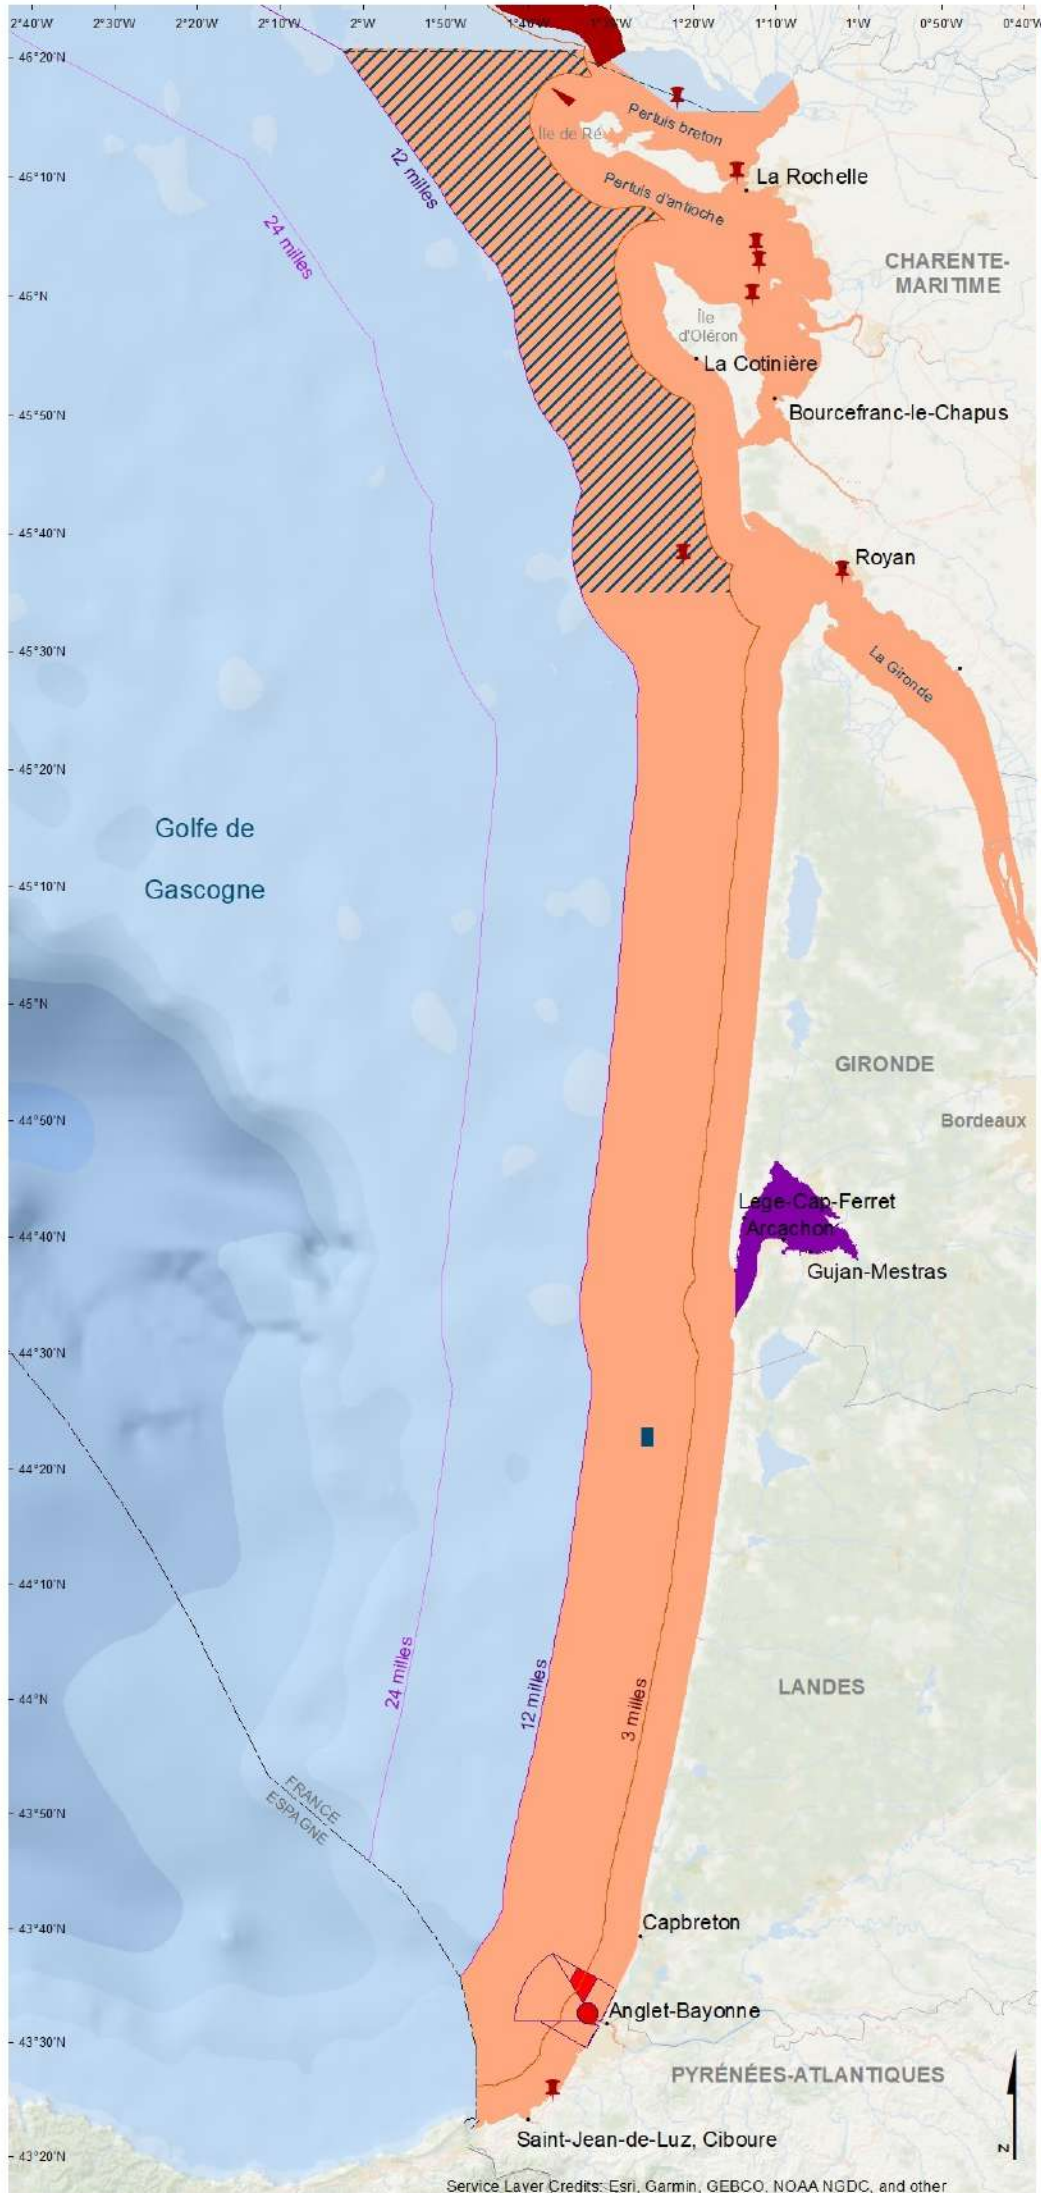 2°40'W 2°30'W 2°20'W 2°10'W 2°W 1°50'W 1°40'W 1°30'W 1°20'W 1°10'W 1°W 0°50'W 0°40'W
46°20'N
Pertuis breton
Île de Ré
12 milles
46°10'N
La Rochelle
Pertuis d'antioche
24 milles
CHARENTE-
MARITIME
46°N
Île
d'Oléron
La Cotinière
45°50'N
Bourcefranc-le-Chapus
45°40'N
Royan
45°30'N
La Gironde
45°20'N
Golfe de
Gascogne
45°10'N
45°N
GIRONDE
44°50'N
Bordeaux
Lege-Cap-Ferret
Arcachon
44°40'N
Gujan-Mestras
44°30'N
44°20'N
44°10'N
24 milles
12 milles
3 milles
LANDES
44°N
FRANCE
ESPAGNE
43°50'N
43°40'N
Capbreton
Anglet-Bayonne
43°30'N
PYRÉNÉES-ATLANTIQUES
Saint-Jean-de-Luz, Ciboure
43°20'N
N
Service Layer Credits: Esri, Garmin, GEBCO, NOAA NGDC, and other